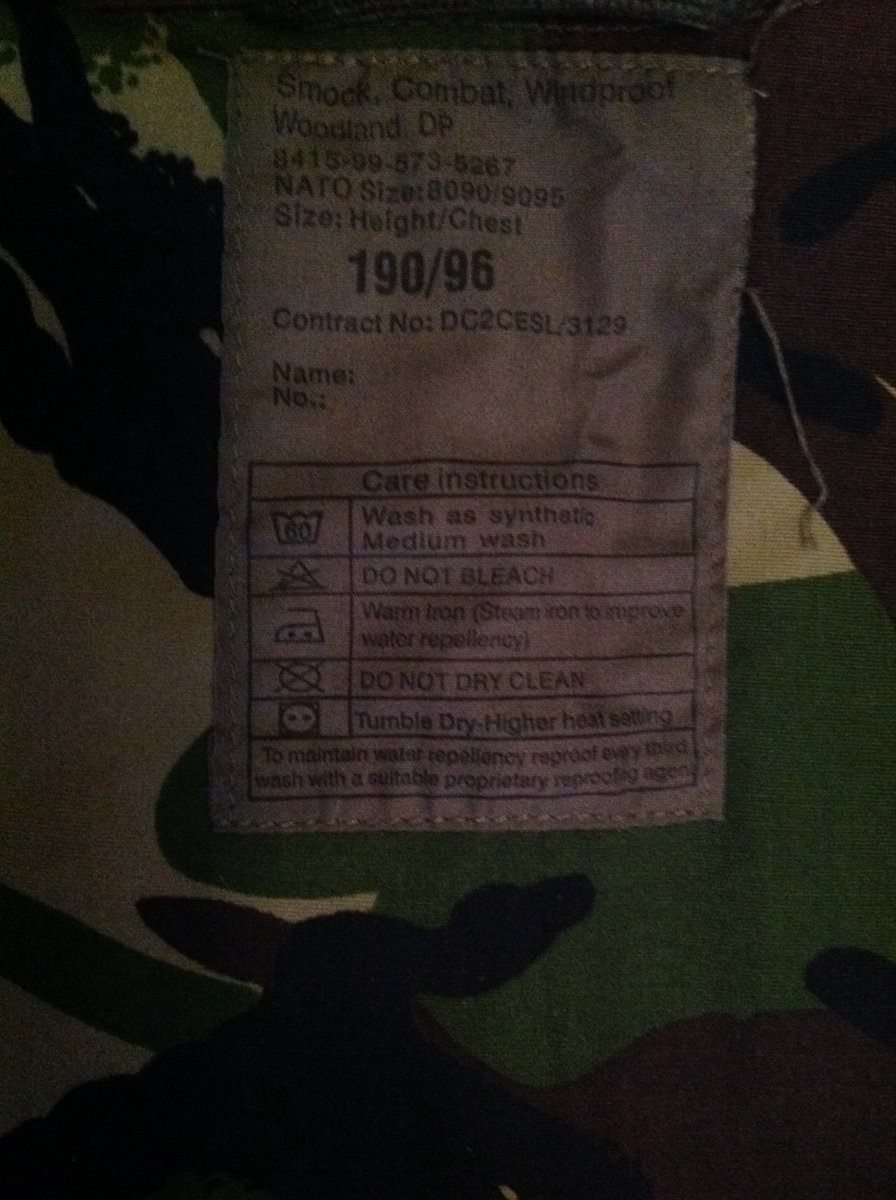 Smock, Combat, Windproof
Woodland DP
8415-99-573-5267
NATO Size:8090/9095
Size: Height/Chest
190/96
Contract No: DC2CESL/3129
Name:
No.:
Care instructions
60
Wash as synthetic
Medium wash
DO NOT BLEACH
Warm Iron (Steam iron to improve
water repellency)
DO NOT DRY CLEAN
Tumble Dry-Higher heat setting
To maintain water repellency reproof every third
wash with a suitable proprietary reproofing agent